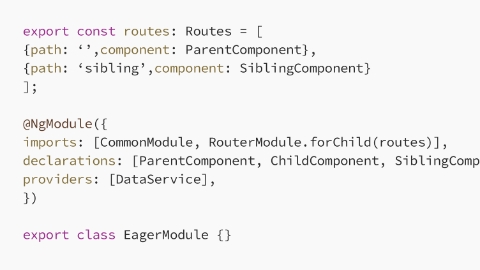 export const routes: Routes = [
{path: ‘’,component: ParentComponent},
{path: ‘sibling’,component: SiblingComponent}
];
@NgModule({
imports: [CommonModule, RouterModule.forChild(routes)],
declarations: [ParentComponent, ChildComponent, SiblingComp
providers: [DataService],
})
export class EagerModule {}